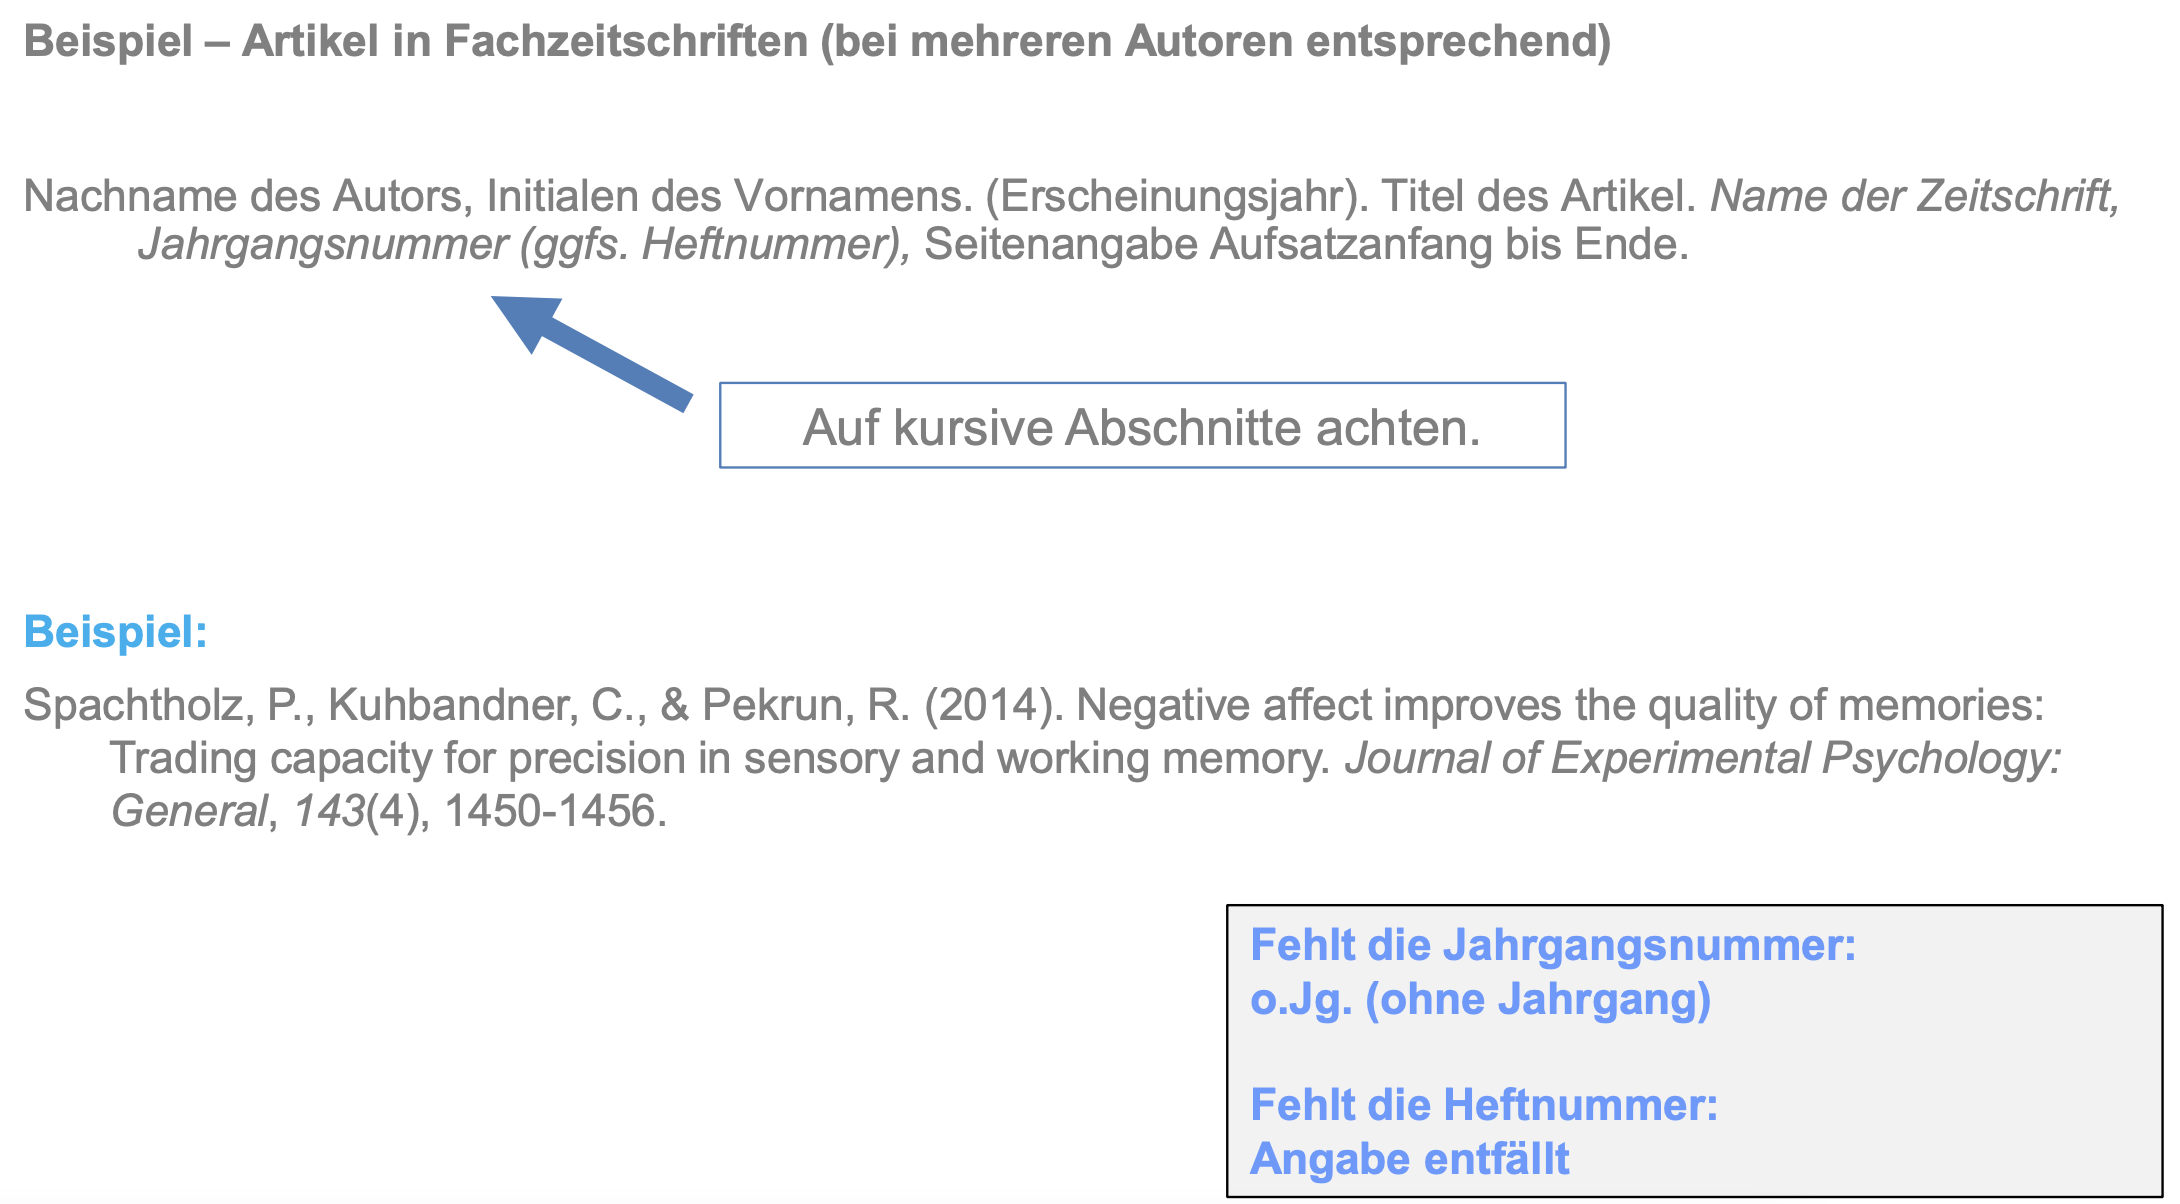 Beispiel – Artikel in Fachzeitschriften (bei mehreren Autoren entsprechend)
Nachname des Autors, Initialen des Vornamens. (Erscheinungsjahr). Titel des Artikel. Name der Zeitschrift,
Jahrgangsnummer (ggfs. Heftnummer), Seitenangabe Aufsatzanfang bis Ende.
Auf kursive Abschnitte achten.
Beispiel:
Spachtholz, P., Kuhbandner, C., & Pekrun, R. (2014). Negative affect improves the quality of memories:
Trading capacity for precision in sensory and working memory. Journal of Experimental Psychology:
General, 143(4), 1450-1456.
Fehlt die Jahrgangsnummer:
o.Jg. (ohne Jahrgang)
Fehlt die Heftnummer:
Angabe entfällt